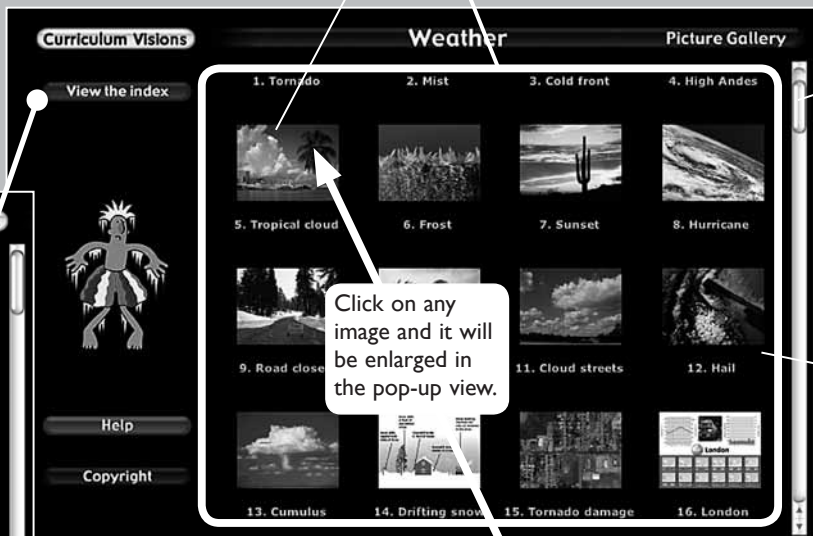 Curriculum Visions
Weather
Picture Gallery
View the index
1. Tornado
2. Mist
3. Cold front
4. High Andes
5. Tropical cloud
6. Frost
7. Sunset
8. Hurricane
9. Road close
11. Cloud streets
12. Hail
Click on any
image and it will
be enlarged in
the pop-up view.
Help
Copyright
London
13. Cumulus
14. Drifting snow
15. Tornado damage
16. London